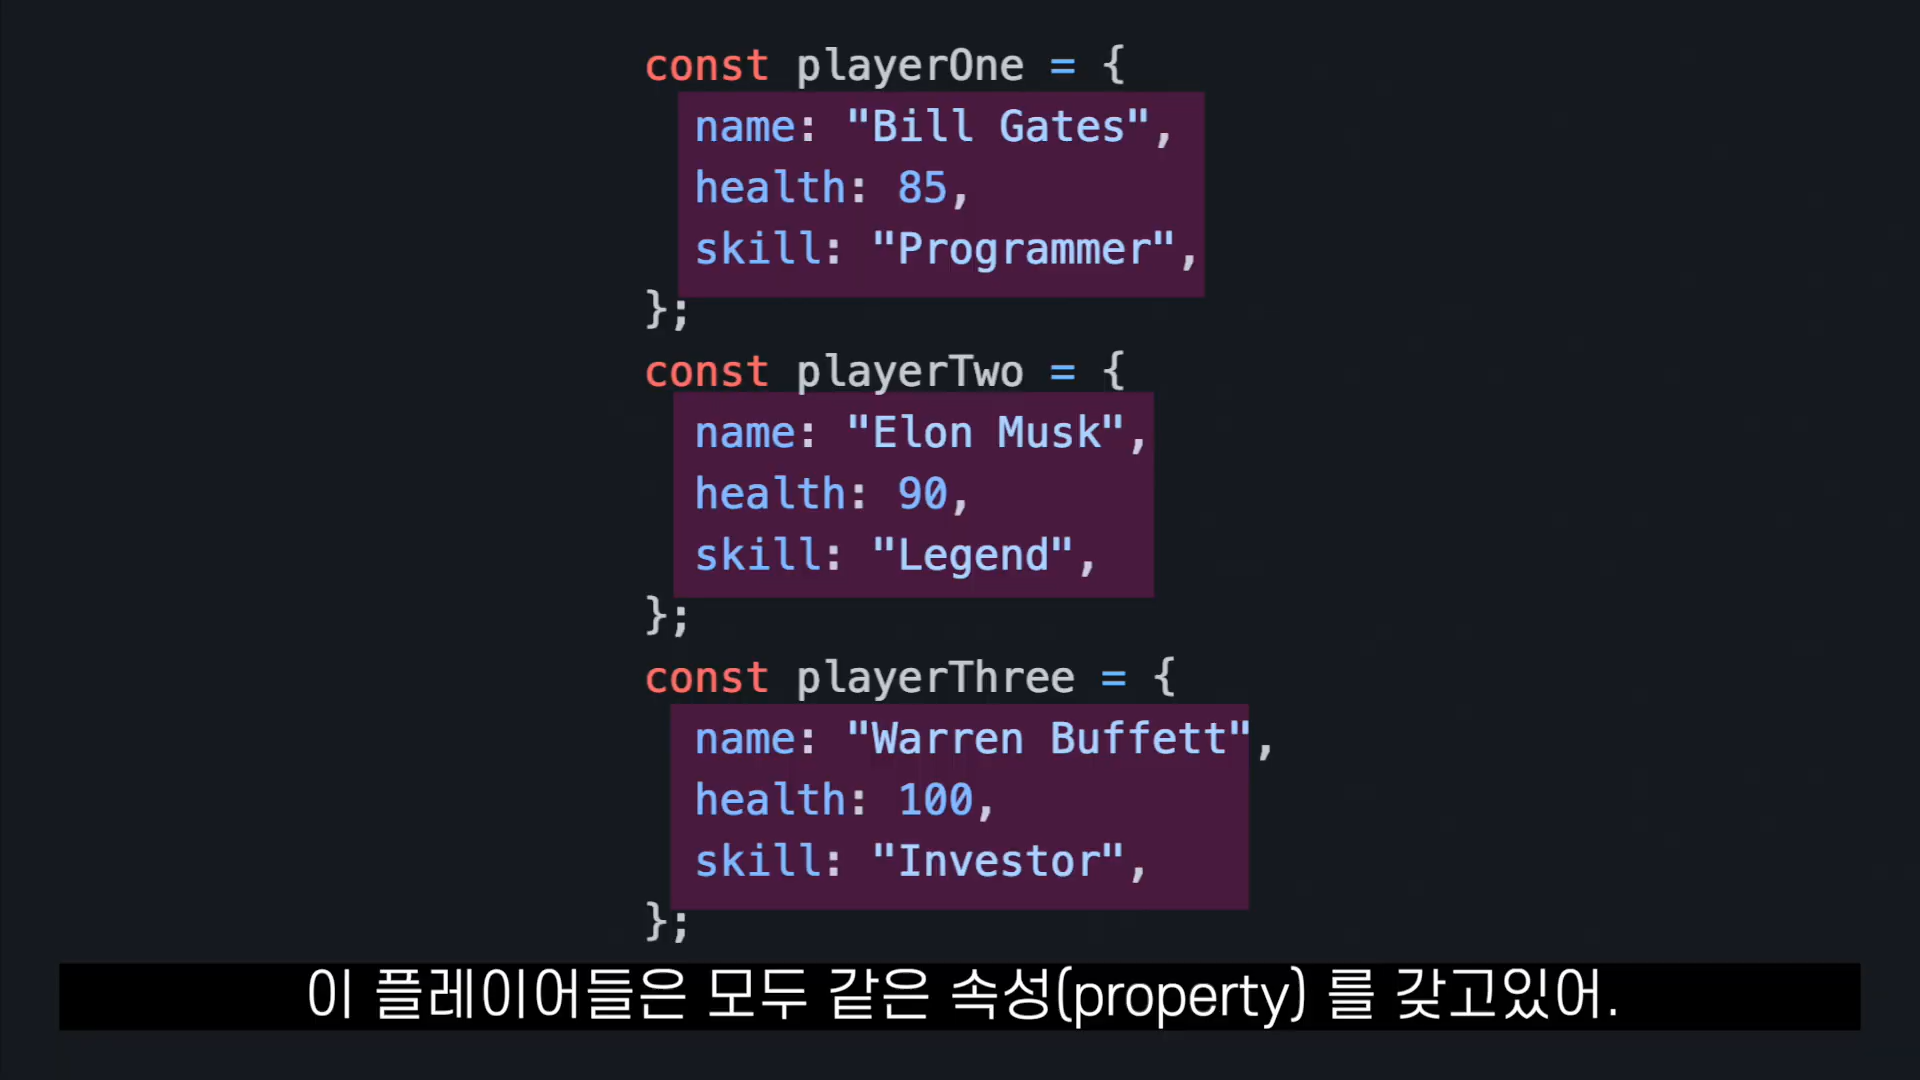 const playerOne = {
name: "Bill Gates",
health: 85,
skill: "Programmer",
};
const playerTwo = {
name: "Elon Musk",
health: 90,
skill: "Legend",
};
const playerThree = {
name: "Warren Buffett",
health: 100,
skill: "Investor",
};
이 플레이어들은 모두 같은 속성(property) 를 갖고있어.